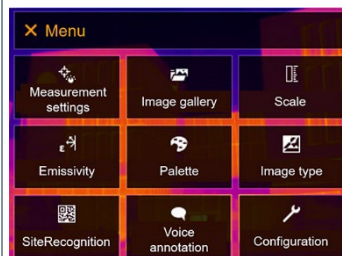 × Menu
Measurement
settings
Image gallery
Scale
ε
Emissivity
Palette
Image type
SiteRecognition
Voice
annotation
Configuration